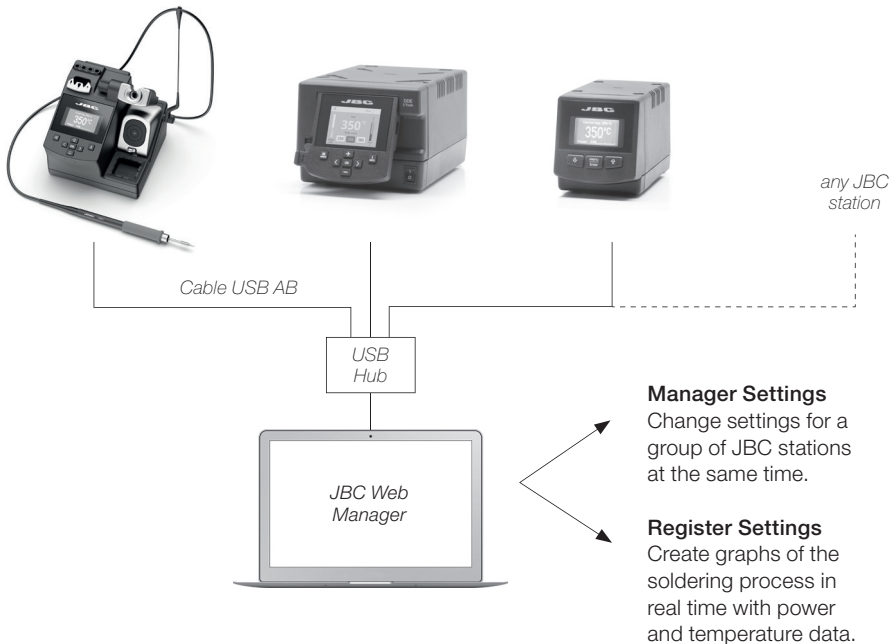 JBC
350
JBC
350
JBC
350°C
any JBC
station
Cable USB AB
USB
Hub
JBC Web
Manager
Manager Settings
Change settings for a
group of JBC stations
at the same time.
Register Settings
Create graphs of the
soldering process in
real time with power
and temperature data.